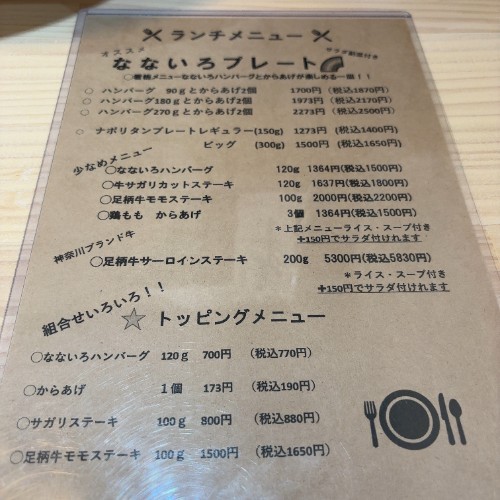 ランチメニュー
オススメ
サラダ割増付き
なないろプレート
◯看板メニューなないろハンバーグとからあげが楽しめる一皿！！
○ ハンバーグ 90gとからあげ2個 1700円 (税込1870円)
○ ハンバーグ180gとからあげ2個 1973円 (税込2170円)
○ ハンバーグ270gとからあげ2個 2273円 (税込2500円)
○ ナポリタンプレートレギュラー(150g) 1273円 (税込1400円)
ビッグ (300g) 1500円 (税込1650円)
少なめメニュー
○なないろハンバーグ 120g 1364円(税込1500円)
○牛サガリカットステーキ 120g 1637円(税込1800円)
○足柄牛モモステーキ 100g 2000円(税込2200円)
○鶏もも からあげ 3個 1364円(税込1500円)
＊上記メニューライス・スープ付き
+150円でサラダ付けれます
神奈川ブランド牛
○足柄牛サーロインステーキ 200g 5300円(税込5830円)
＊ライス・スープ付き
+150円でサラダ付けれます
組合せいろいろ！！
☆ トッピングメニュー
○なないろハンバーグ 120g 700円 (税込770円)
○からあげ 1個 173円 (税込190円)
○サガリステーキ 100g 800円 (税込880円)
○足柄牛モモステーキ 100g 1500円 (税込1650円)